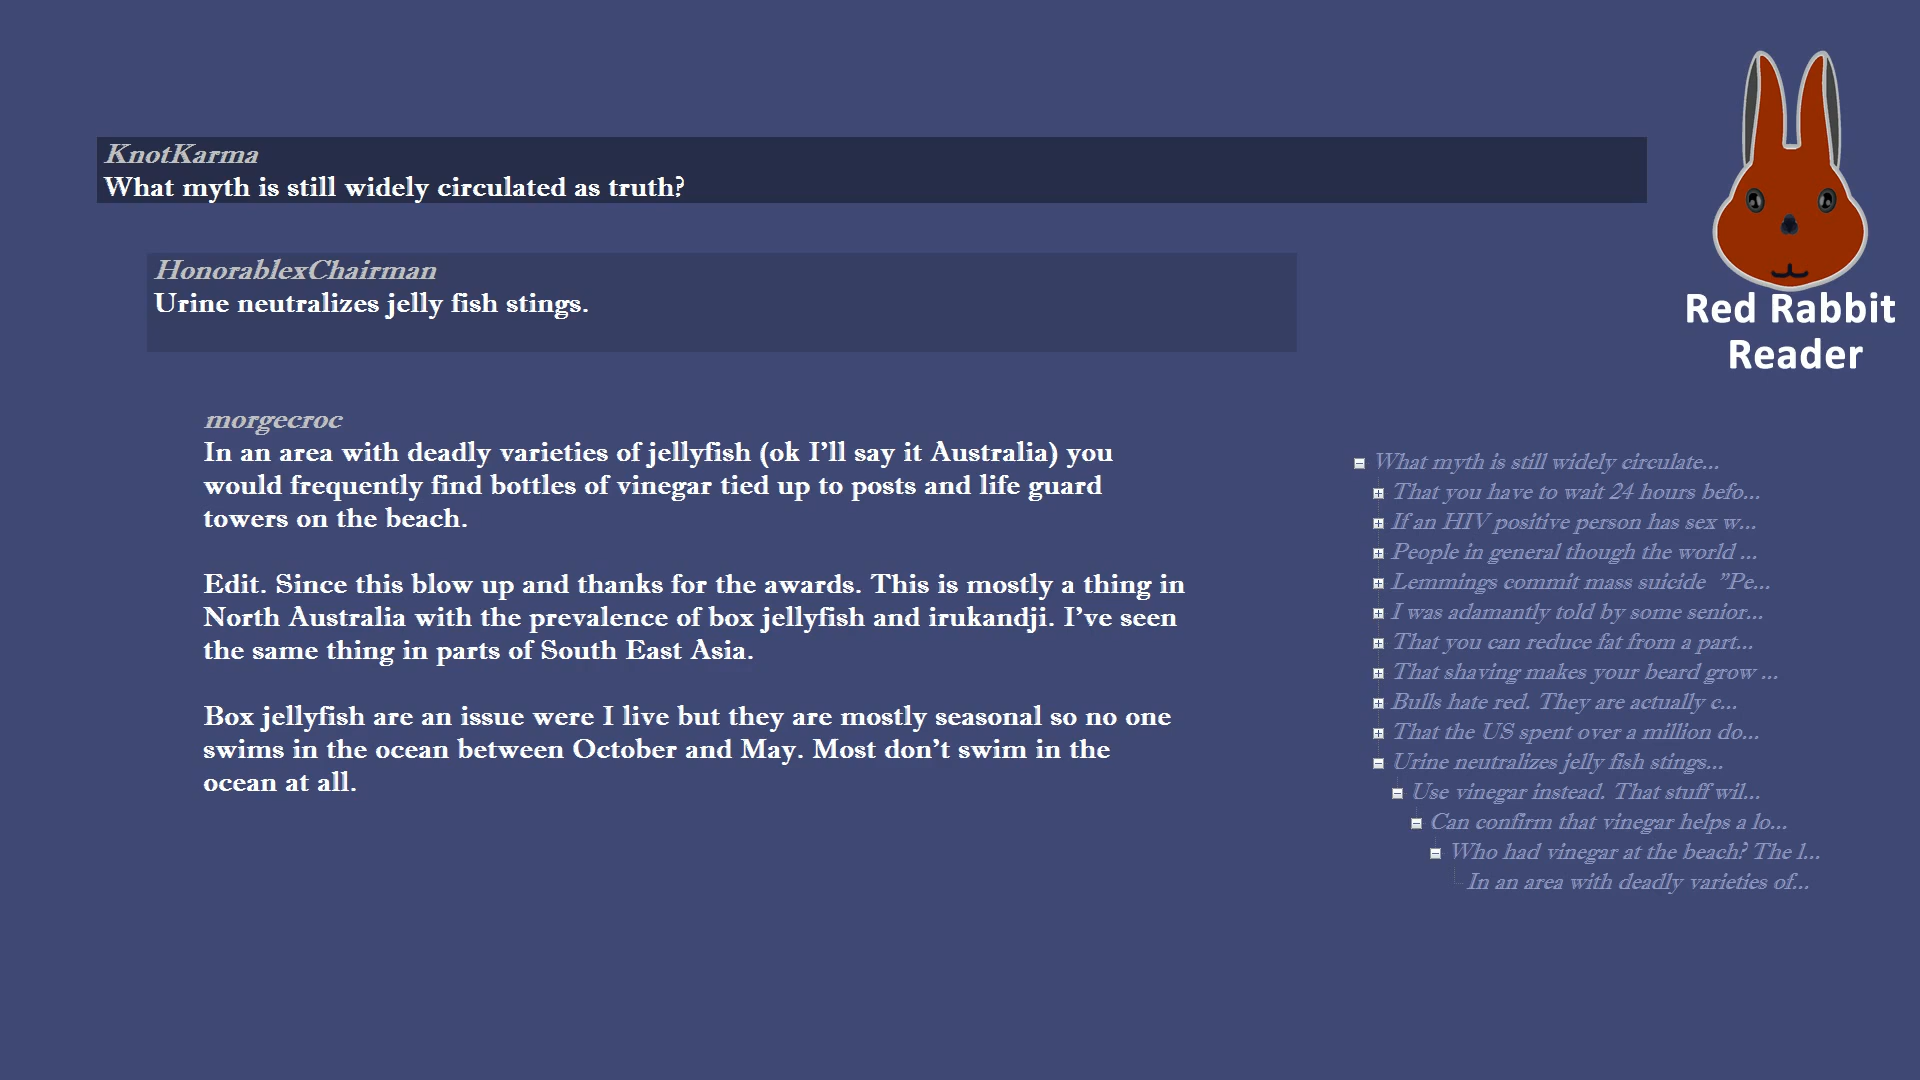 KnotKarma
What myth is still widely circulated as truth?
HonorablexChairman
Urine neutralizes jelly fish stings.
morgecroc
In an area with deadly varieties of jellyfish (ok I'll say it Australia) you
would frequently find bottles of vinegar tied up to posts and life guard
towers on the beach.
Edit. Since this blow up and thanks for the awards. This is mostly a thing in
North Australia with the prevalence of box jellyfish and irukandji. I've seen
the same thing in parts of South East Asia.
Box jellyfish are an issue were I live but they are mostly seasonal so no one
swims in the ocean between October and May. Most don't swim in the
ocean at all.
Red Rabbit
Reader
What myth is still widely circulate...
That you have to wait 24 hours befo...
If an HIV positive person has sex w...
People in general though the world ...
Lemmings commit mass suicide "Pe...
I was adamantly told by some senior...
That you can reduce fat from a part...
That shaving makes your beard grow ...
Bulls hate red. They are actually c...
That the US spent over a million do...
Urine neutralizes jelly fish stings...
Use vinegar instead. That stuff wil...
Can confirm that vinegar helps a lo...
Who had vinegar at the beach? The l...
In an area with deadly varieties of...